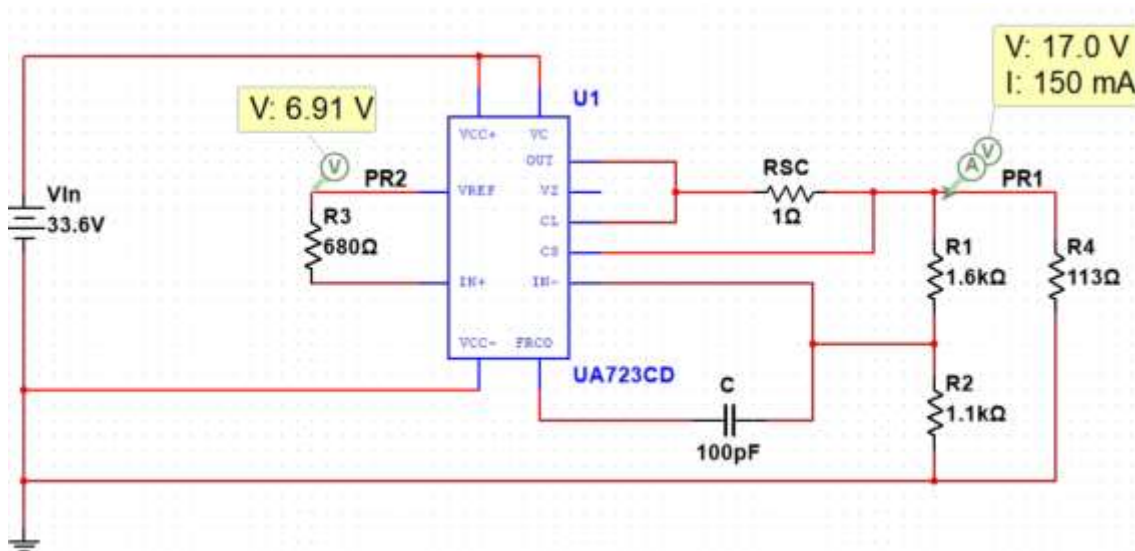 V: 17.0 V
I: 150 mA
V: 6.91 V
U1
VCC+
VC
OUT
V
A
V
PR2
VREF
VZ
RSC
PR1
VIn
33.6V
R3
680Ω
CL
1Ω
CS
R1
1.6kΩ
R4
113Ω
IN+
IN-
VCC-
FRCO
UA723CD
C
100pF
R2
1.1kΩ